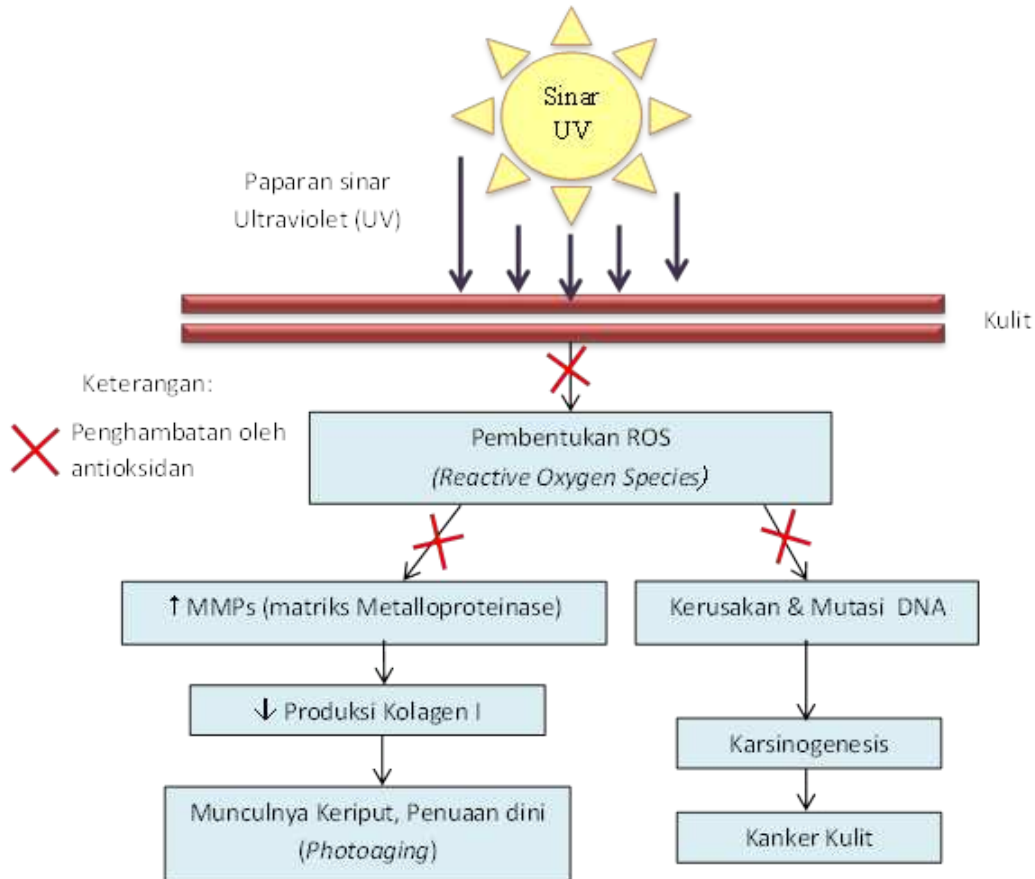 Sinar
UV
Paparan sinar
Ultraviolet (UV)
Kulit
Keterangan:
Penghambatan oleh
antioksidan
Pembentukan ROS
(Reactive Oxygen Species)
↑ MMPs (matriks Metalloproteinase)
Kerusakan & Mutasi DNA
↓ Produksi Kolagen I
Karsinogenesis
Munculnya Keriput, Penuaan dini
(Photoaging)
Kanker Kulit